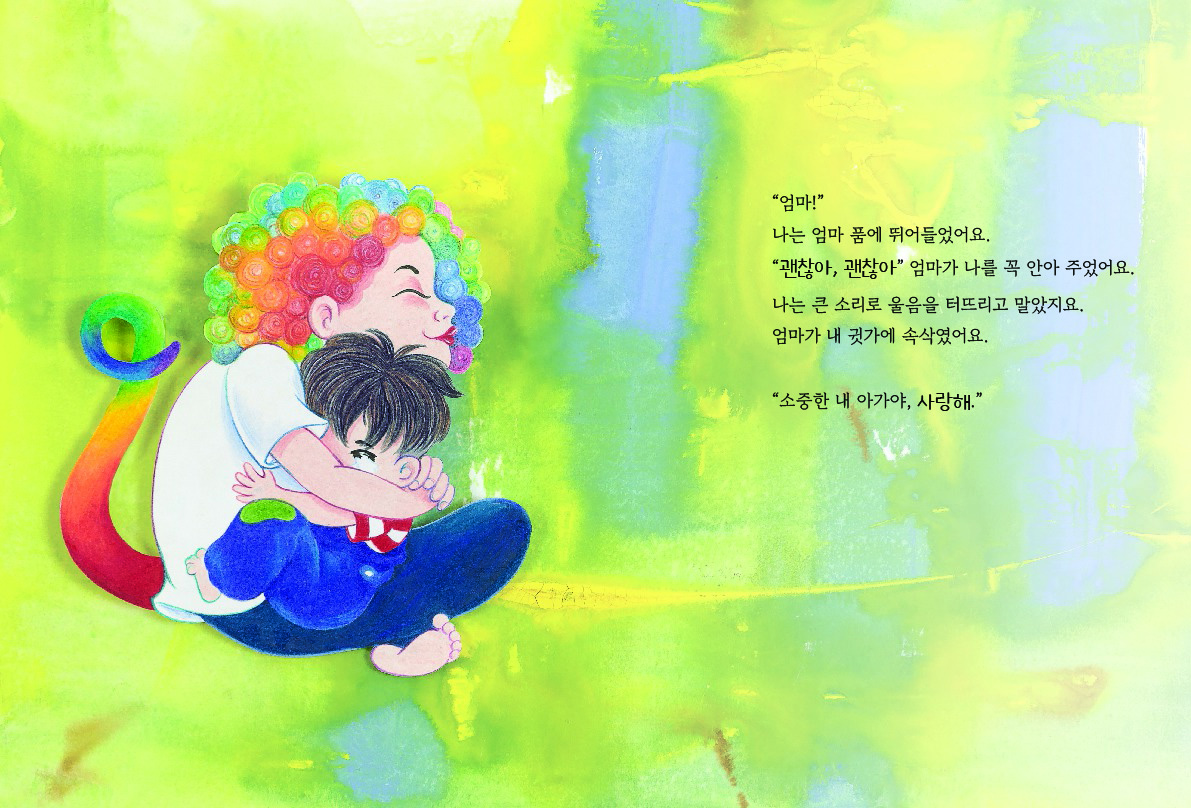 “엄마!”
나는 엄마 품에 뛰어들었어요.
“괜찮아, 괜찮아” 엄마가 나를 꼭 안아 주었어요.
나는 큰 소리로 울음을 터뜨리고 말았지요.
엄마가 내 귓가에 속삭였어요.
“소중한 내 아가야, 사랑해.”